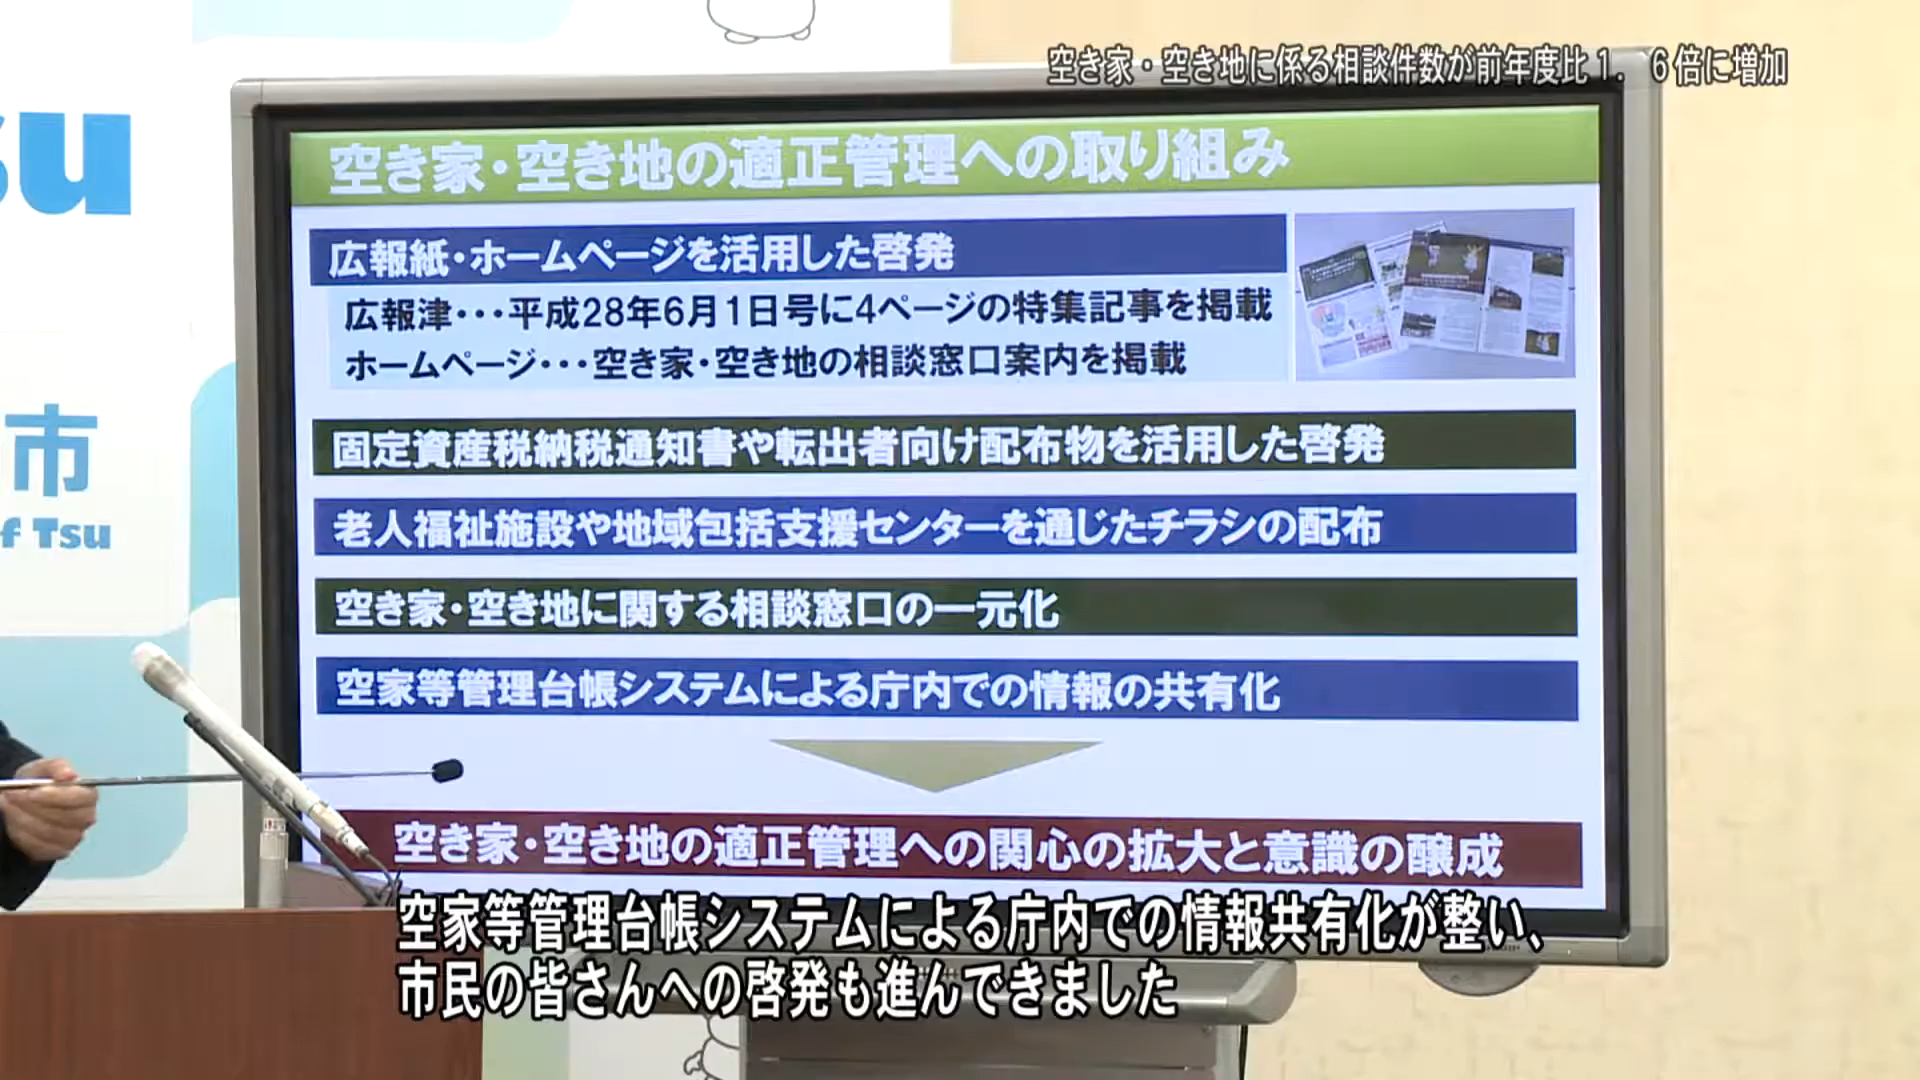 空き家・空き地に係る相談件数が前年度比１．６倍に増加
su
市
f Tsu
空き家・空き地の適正管理への取り組み
広報紙・ホームページを活用した啓発
広報津・・・平成28年6月1日号に4ページの特集記事を掲載
ホームページ・・・空き家・空き地の相談窓口案内を掲載
固定資産税納税通知書や転出者向け配布物を活用した啓発
老人福祉施設や地域包括支援センターを通じたチラシの配布
空き家・空き地に関する相談窓口の一元化
空家等管理台帳システムによる庁内での情報の共有化
空き家・空き地の適正管理への関心の拡大と意識の醸成
空家等管理台帳システムによる庁内での情報共有化が整い、
市民の皆さんへの啓発も進んできました